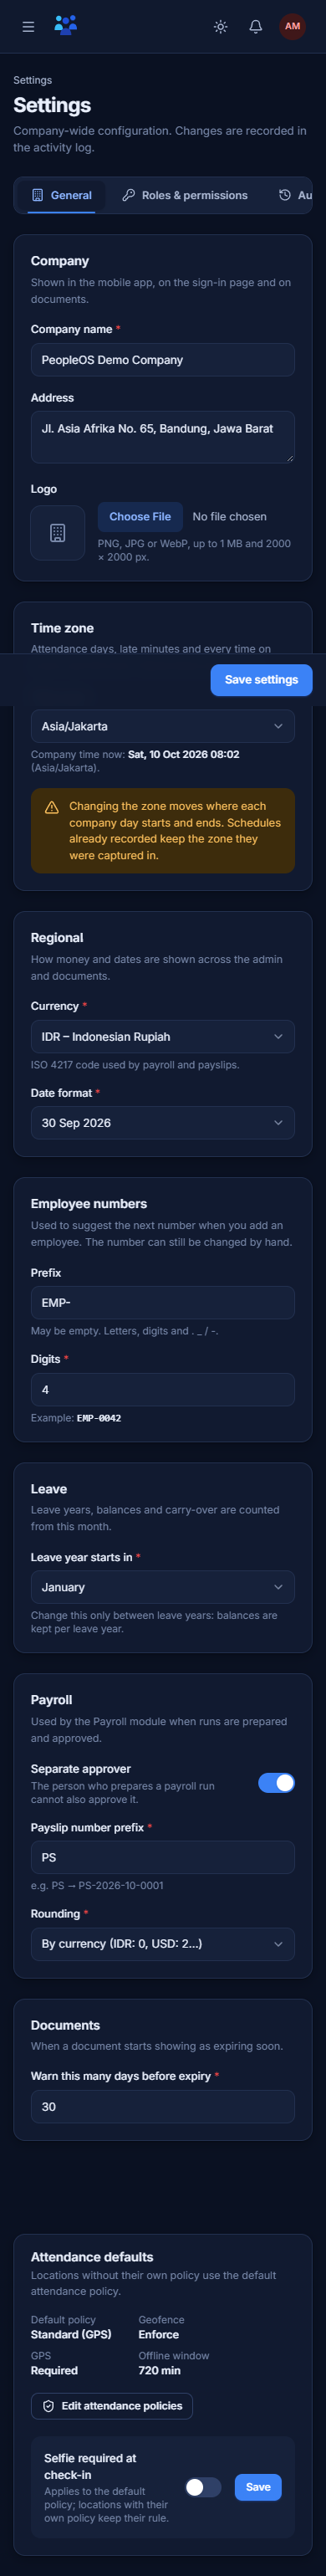 AM
Settings
Settings
Company-wide configuration. Changes are recorded in
the activity log.
General
Roles & permissions
Au
Company
Shown in the mobile app, on the sign-in page and on
documents.
Company name *
PeopleOS Demo Company
Address
Jl. Asia Afrika No. 65, Bandung, Jawa Barat
Logo
Choose File No file chosen
PNG, JPG or WebP, up to 1 MB and 2000
× 2000 px.
Time zone
Attendance days, late minutes and every time on
Save settings
Asia/Jakarta
Company time now: Sat, 10 Oct 2026 08:02
(Asia/Jakarta).
Changing the zone moves where each
company day starts and ends. Schedules
already recorded keep the zone they
were captured in.
Regional
How money and dates are shown across the admin
and documents.
Currency *
IDR – Indonesian Rupiah
ISO 4217 code used by payroll and payslips.
Date format *
30 Sep 2026
Employee numbers
Used to suggest the next number when you add an
employee. The number can still be changed by hand.
Prefix
EMP-
May be empty. Letters, digits and . _ / -.
Digits *
4
Example: EMP-0042
Leave
Leave years, balances and carry-over are counted
from this month.
Leave year starts in *
January
Change this only between leave years: balances are
kept per leave year.
Payroll
Used by the Payroll module when runs are prepared
and approved.
Separate approver
The person who prepares a payroll run
cannot also approve it.
Payslip number prefix *
PS
e.g. PS → PS-2026-10-0001
Rounding *
By currency (IDR: 0, USD: 2…)
Documents
When a document starts showing as expiring soon.
Warn this many days before expiry *
30
Attendance defaults
Locations without their own policy use the default
attendance policy.
Default policy Geofence
Standard (GPS) Enforce
GPS Offline window
Required 720 min
Edit attendance policies
Selfie required at
check-in
Applies to the default
policy; locations with their
own policy keep their rule.
Save